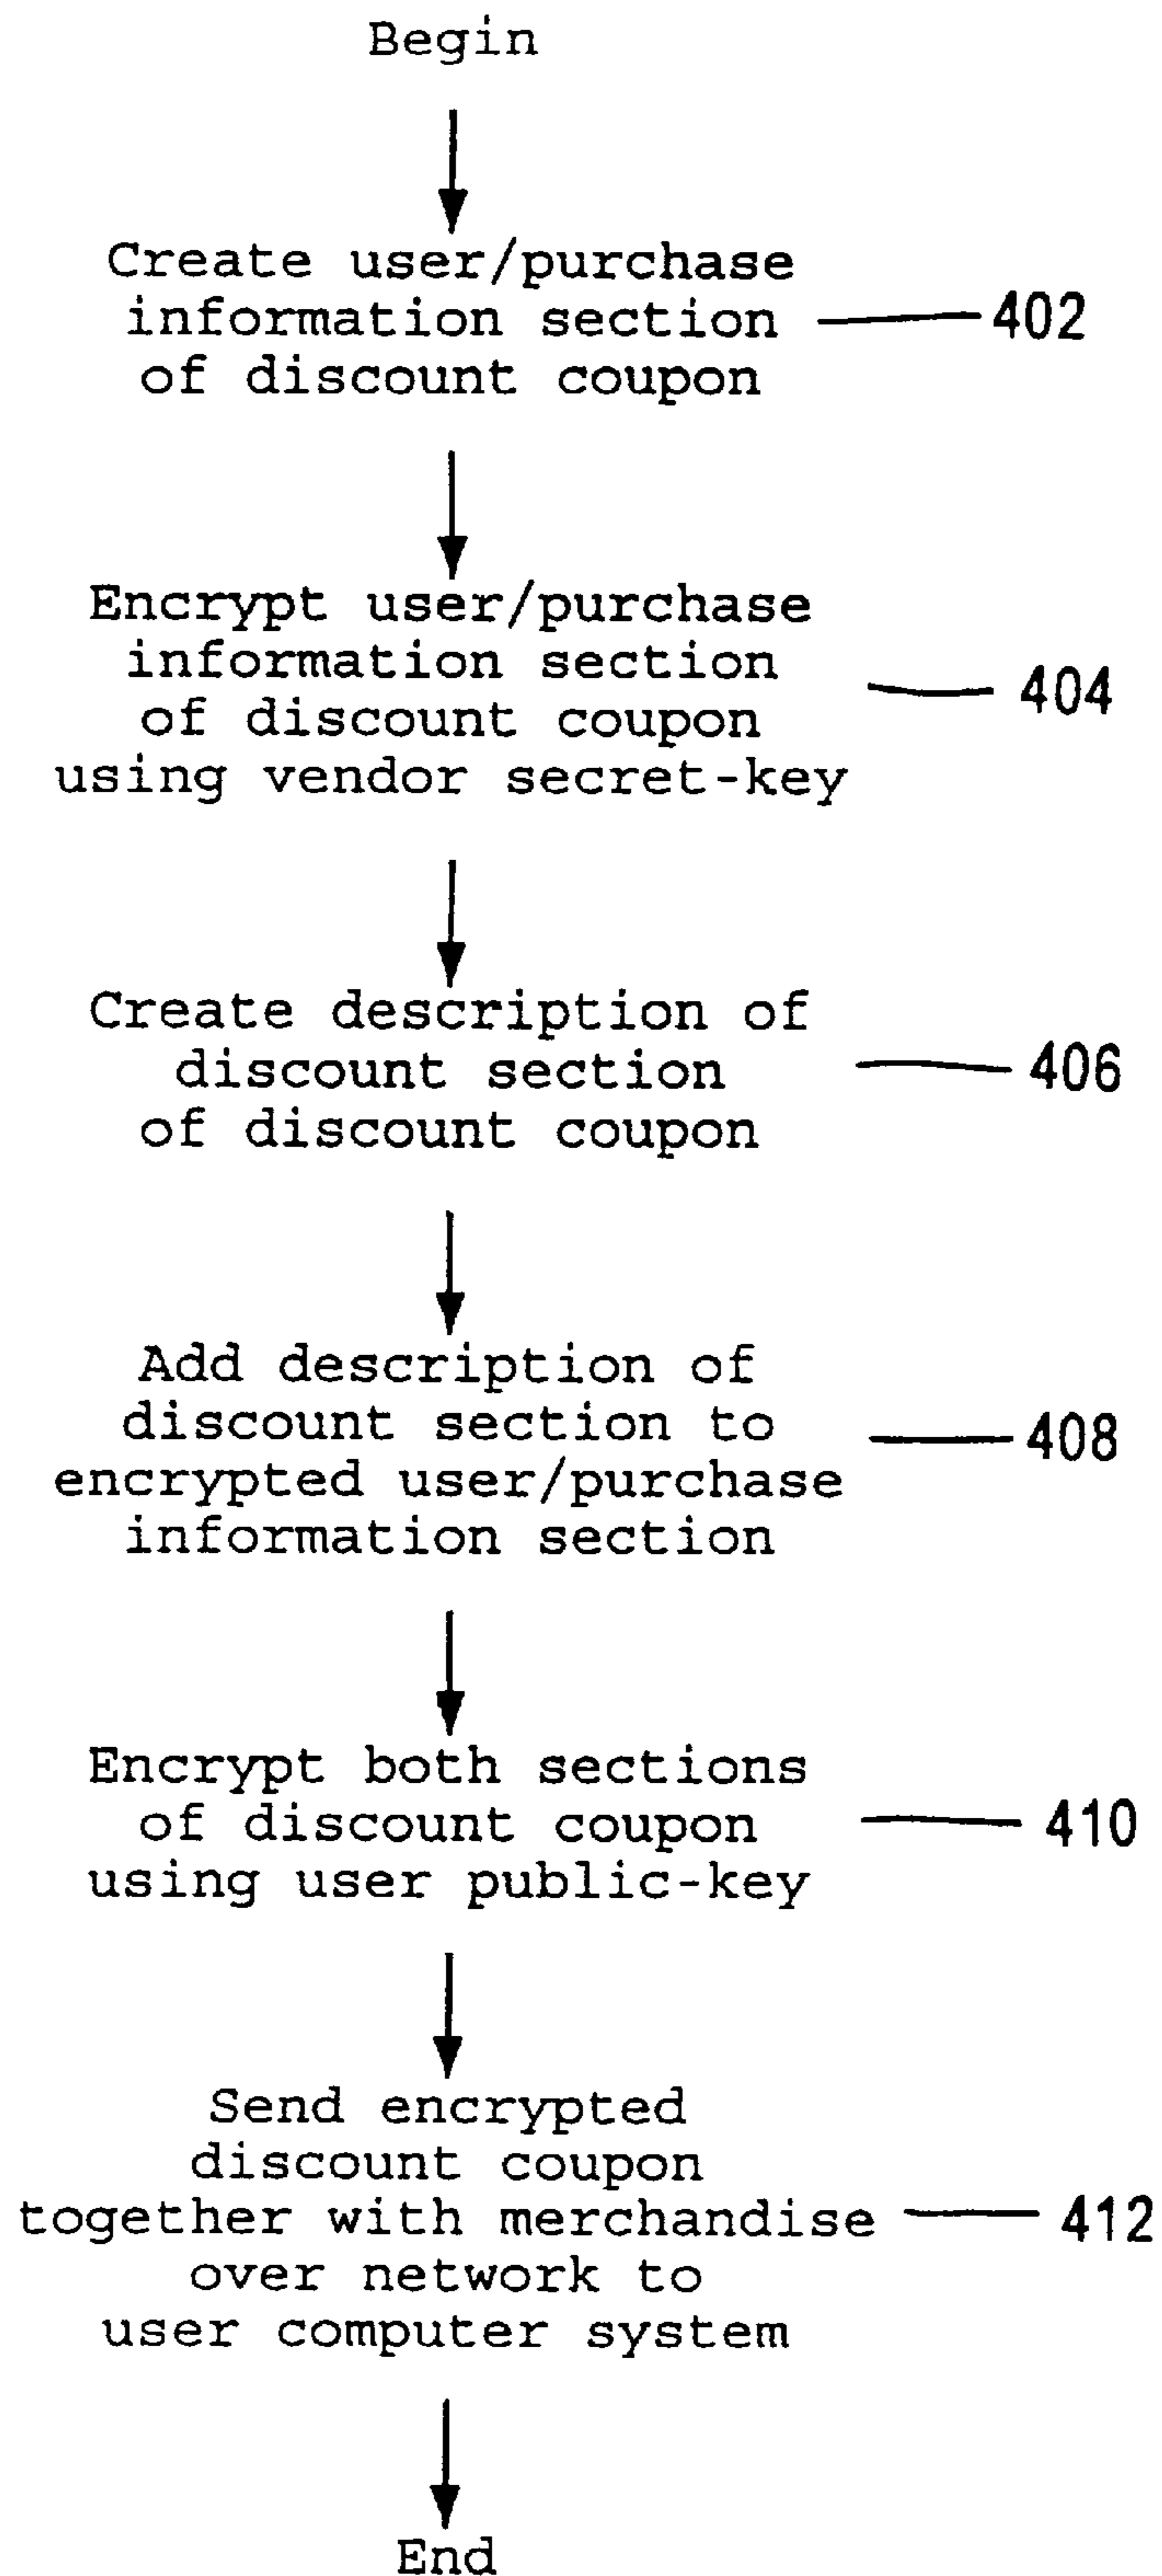 Begin
Create user/purchase
information section
of discount coupon
402
Encrypt user/purchase
information section
of discount coupon
using vendor secret-key
404
Create description of
discount section
of discount coupon
406
Add description of
discount section to
encrypted user/purchase
information section
408
Encrypt both sections
of discount coupon
using user public-key
410
Send encrypted
discount coupon
together with merchandise
over network to
user computer system
412
End